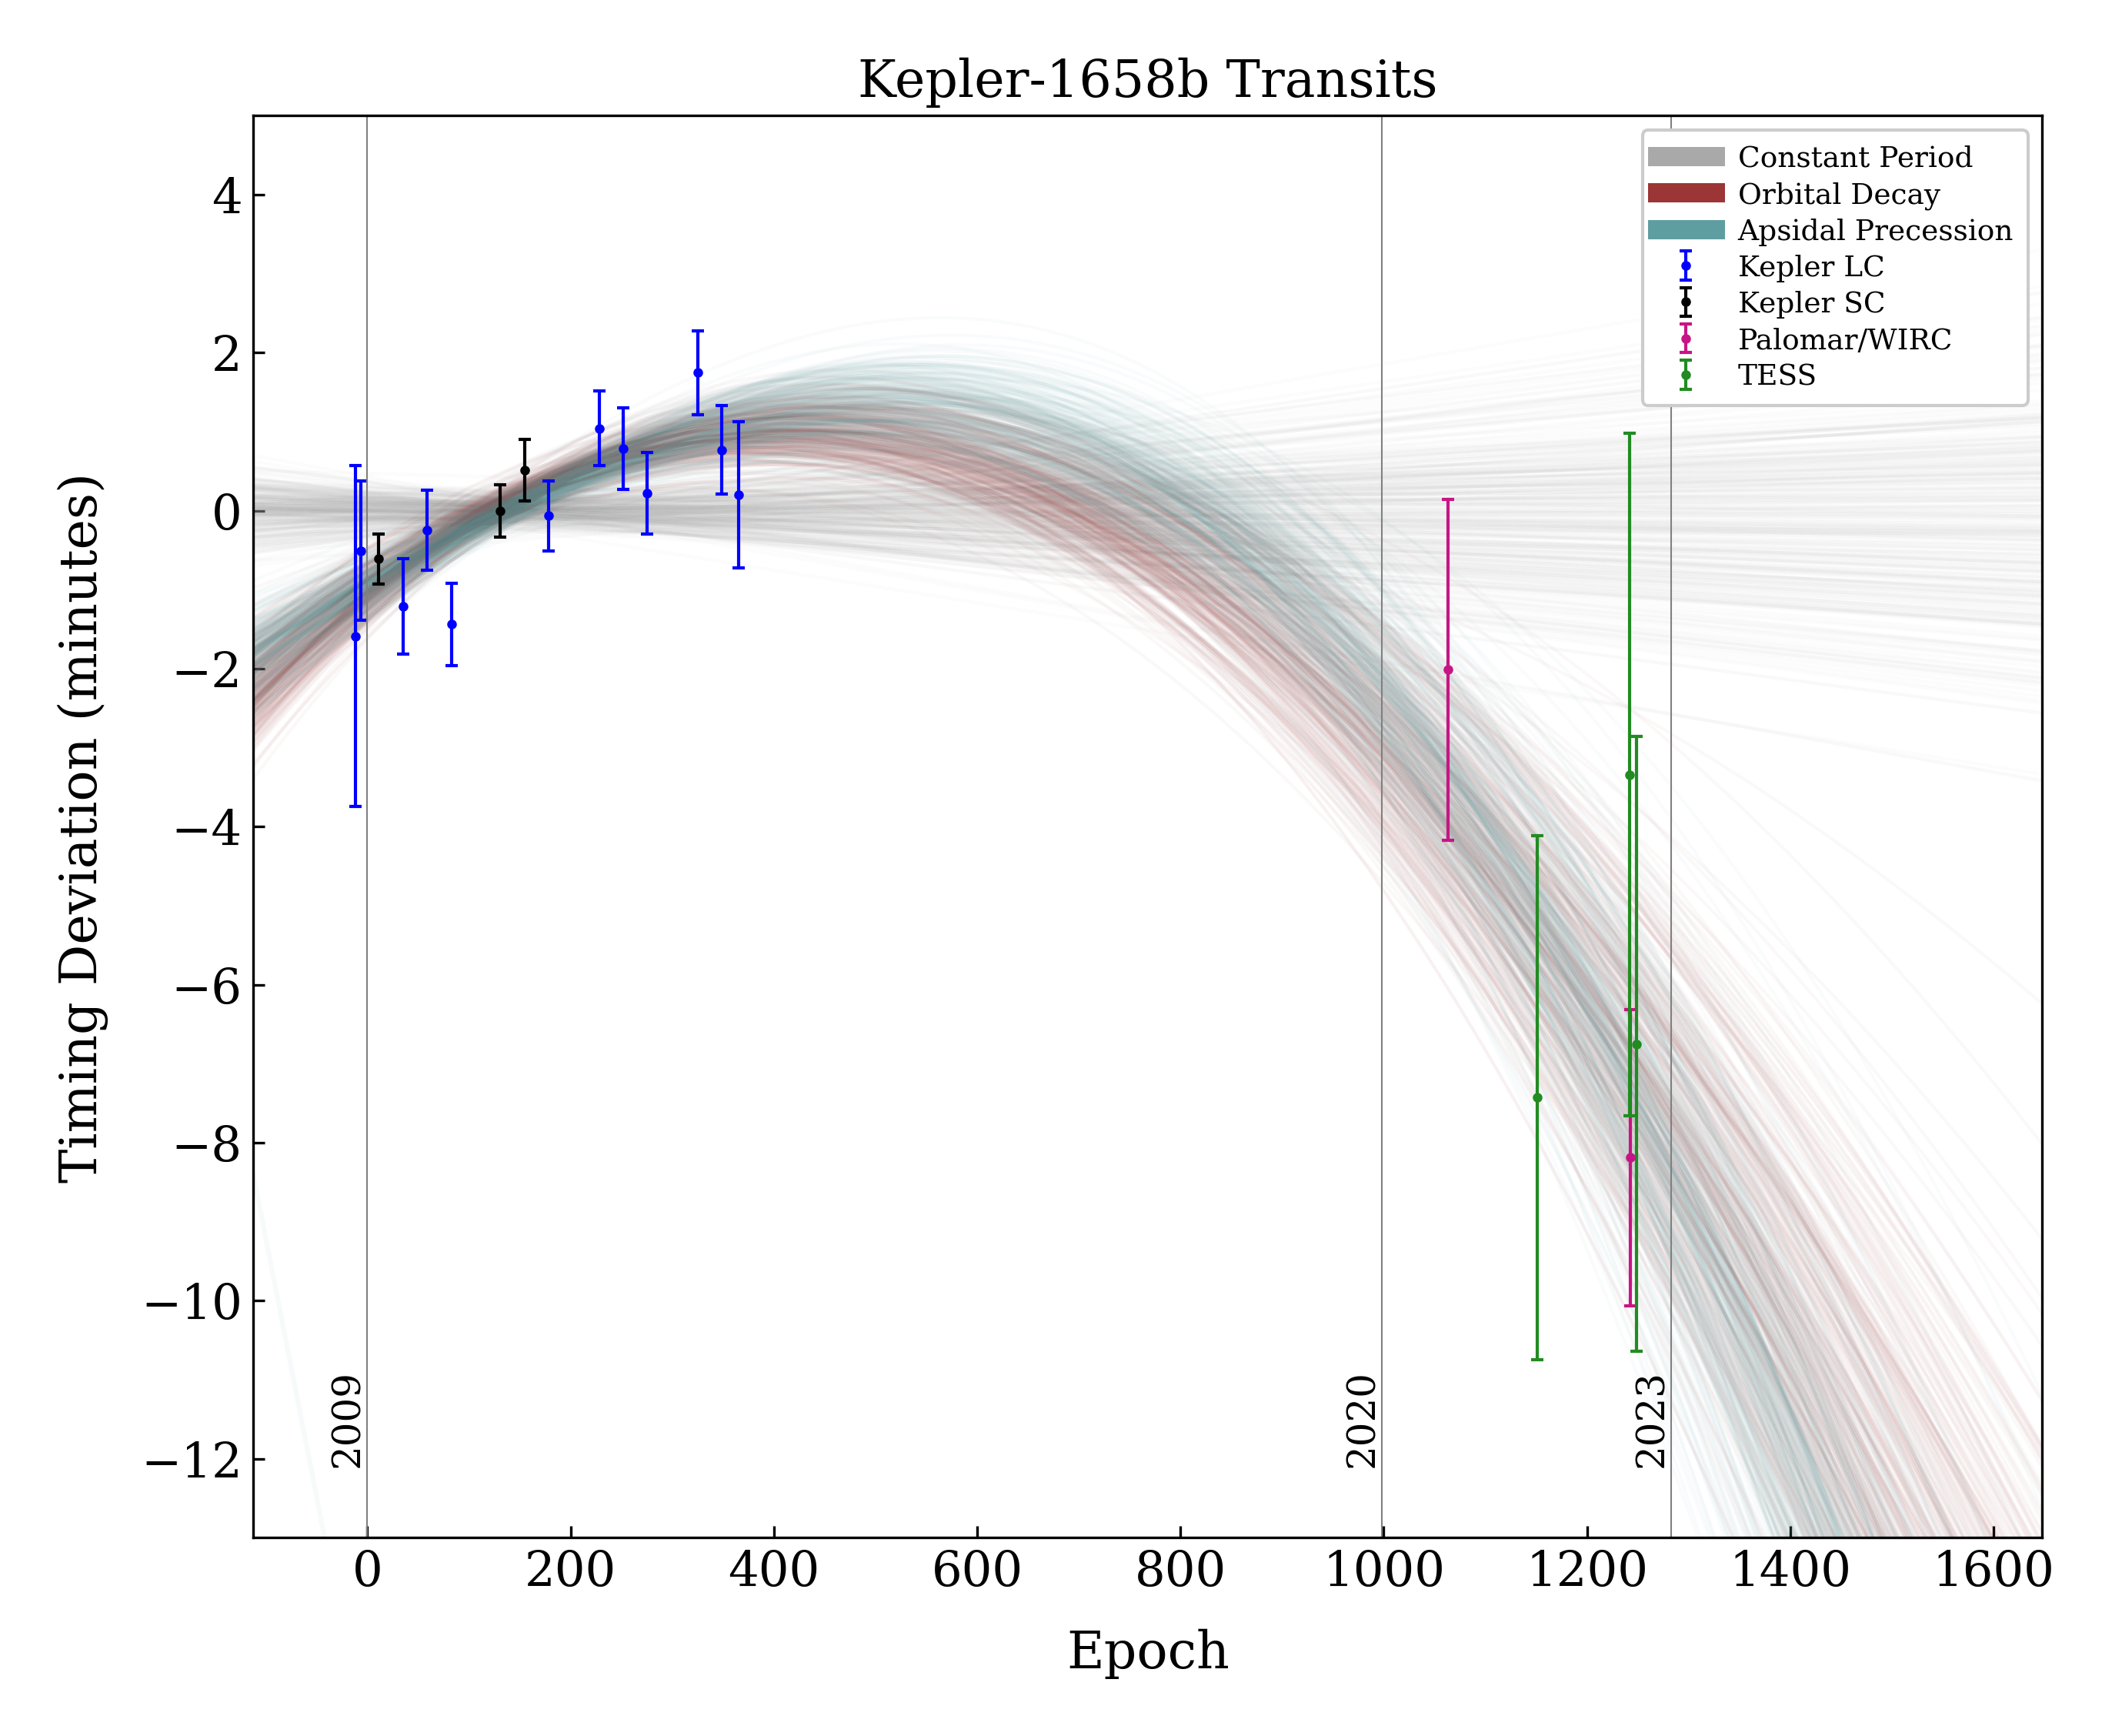 Kepler-1658b Transits
Constant Period
Orbital Decay
Apsidal Precession
Kepler LC
Kepler SC
Palomar/WIRC
TESS
Timing Deviation (minutes)
4
2
0
−2
−4
−6
−8
−10
−12
2009
2020
2023
0
200
400
600
800
1000
1200
1400
1600
Epoch